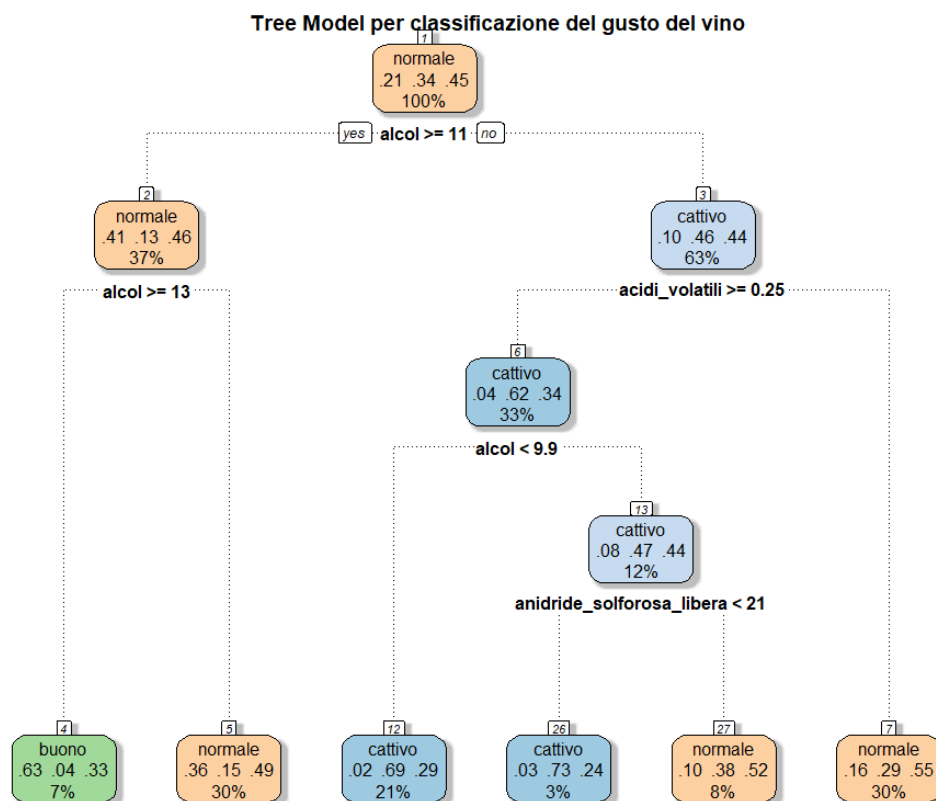 Tree Model per classificazione del gusto del vino
1
normale
.21 .34 .45
100%
yes alcol >= 11 no
2
normale
.41 .13 .46
37%
3
cattivo
.10 .46 .44
63%
alcol >= 13
acidi_volatili >= 0.25
6
cattivo
.04 .62 .34
33%
alcol < 9.9
13
cattivo
.08 .47 .44
12%
anidride_solforosa_libera < 21
4
buono
.63 .04 .33
7%
5
normale
.36 .15 .49
30%
12
cattivo
.02 .69 .29
21%
26
cattivo
.03 .73 .24
3%
27
normale
.10 .38 .52
8%
7
normale
.16 .29 .55
30%